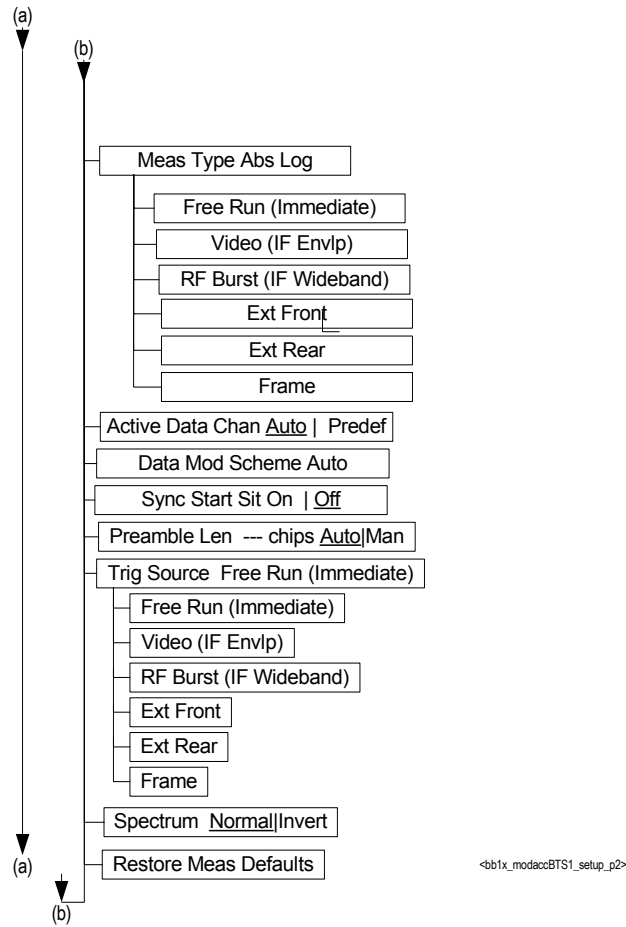 (a)
(b)
Meas Type Abs Log
Free Run (Immediate)
Video (IF Envlp)
RF Burst (IF Wideband)
Ext Front
Ext Rear
Frame
Active Data Chan Auto | Predef
Data Mod Scheme Auto
Sync Start Sit On | Off
Preamble Len --- chips Auto|Man
Trig Source Free Run (Immediate)
Free Run (Immediate)
Video (IF Envlp)
RF Burst (IF Wideband)
Ext Front
Ext Rear
Frame
Spectrum Normal|Invert
Restore Meas Defaults
<bb1x_modaccBTS1_setup_p2>
(a)
(b)